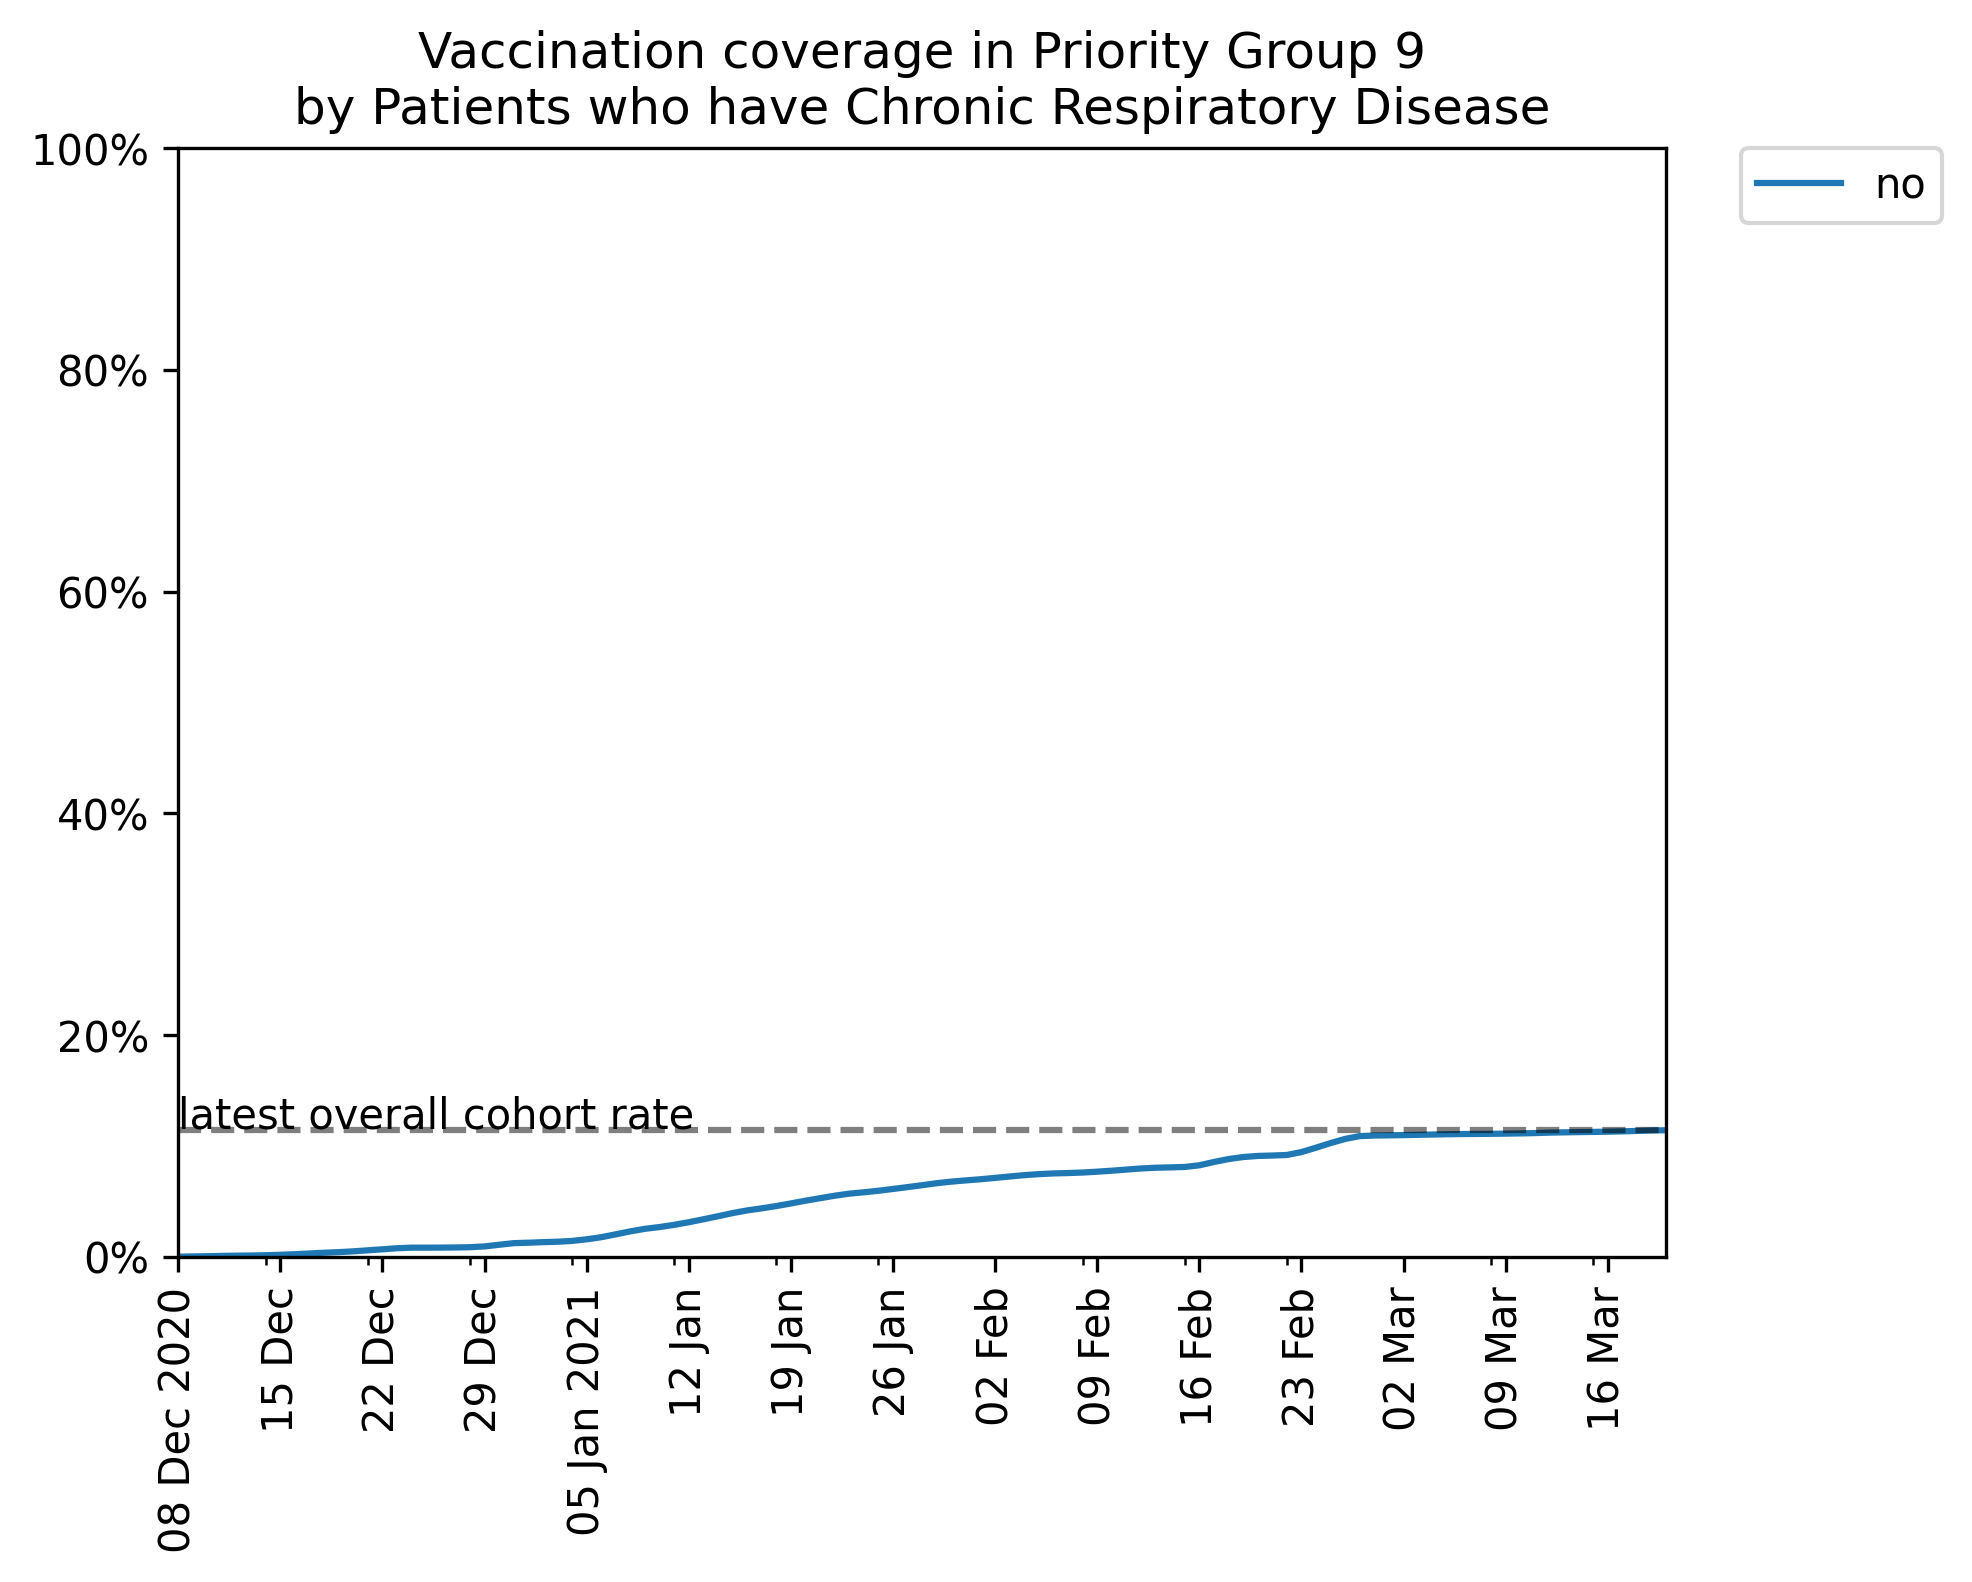 Vaccination coverage in Priority Group 9
by Patients who have Chronic Respiratory Disease
100%
80%
60%
40%
20%
0%
latest overall cohort rate
no
08 Dec 2020
15 Dec
22 Dec
29 Dec
05 Jan 2021
12 Jan
19 Jan
26 Jan
02 Feb
09 Feb
16 Feb
23 Feb
02 Mar
09 Mar
16 Mar